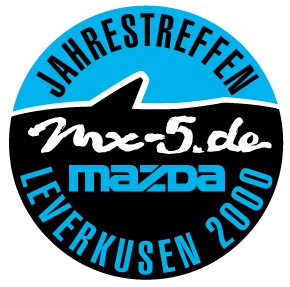 JAHRESTREFFEN
mx-5.de
mazda
LEVERKUSEN 2000